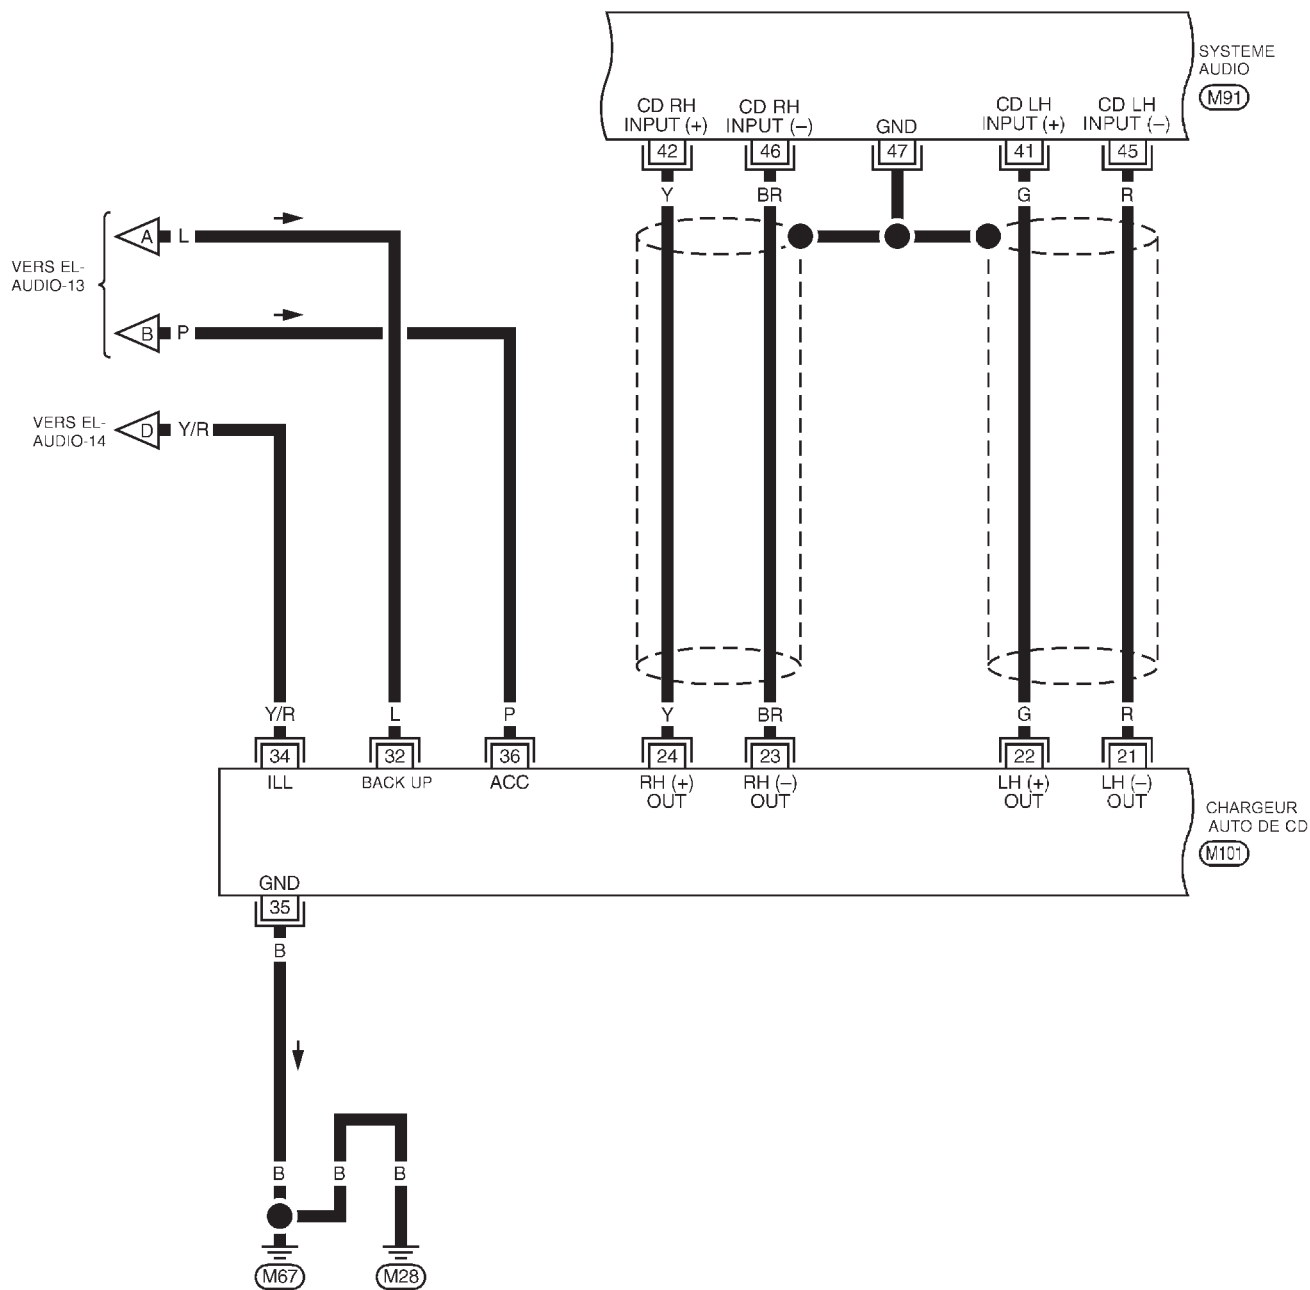 SYSTEME
AUDIO
M91
CD RH
INPUT (+)
CD RH
INPUT (–)
GND
CD LH
INPUT (+)
CD LH
INPUT (–)
42
46
47
41
45
Y
BR
G
R
VERS EL-
AUDIO-13
A
L
B
P
VERS EL-
AUDIO-14
D
Y/R
Y/R
L
P
Y
BR
G
R
34
32
36
24
23
22
21
ILL
BACK UP
ACC
RH (+)
OUT
RH (–)
OUT
LH (+)
OUT
LH (–)
OUT
CHARGEUR
AUTO DE CD
M101
GND
35
B
B
B
B
M67
M28